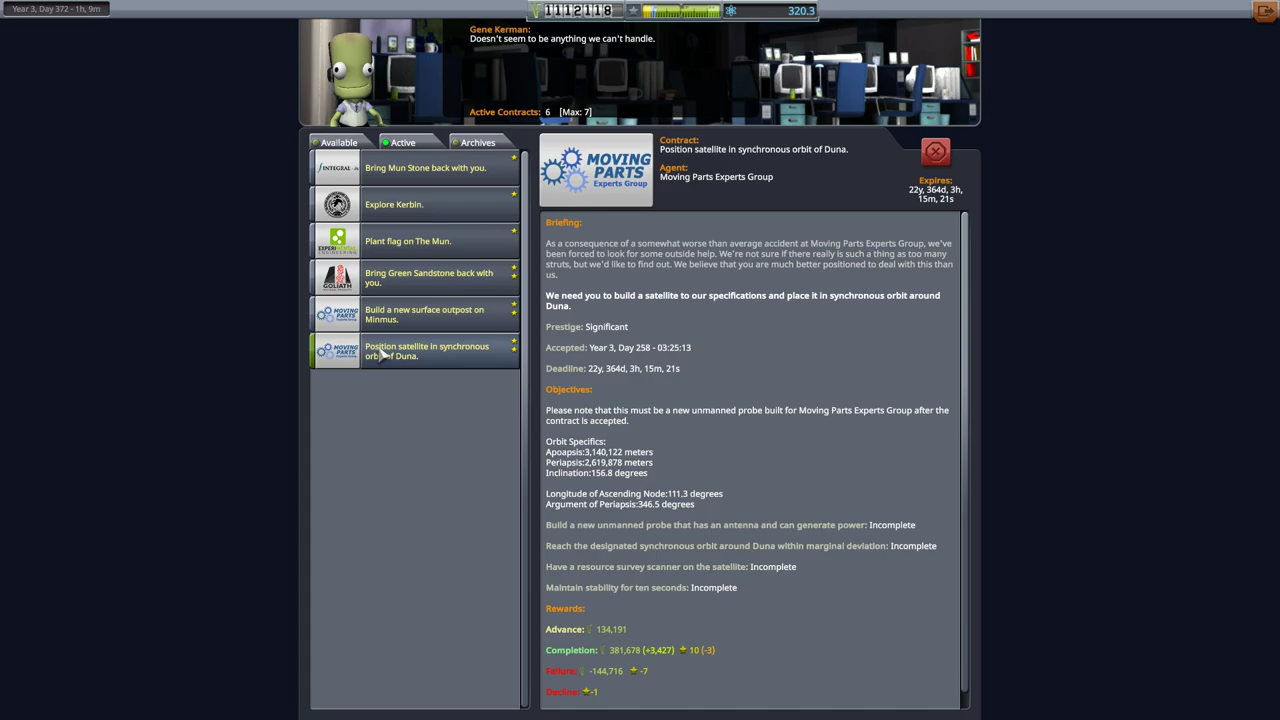 Year 3, Day 372 - 1h, 9m
1112118
320.3
Gene Kerman:
Doesn't seem to be anything we can't handle.
Active Contracts: 6 [Max: 7]
Available
Active
Archives
INTEGRAL
Bring Mun Stone back with you.
Explore Kerbin.
EXPERIMENTAL
ENGINEERING
Plant flag on The Mun.
GOLIATH
Bring Green Sandstone back with
you.
MOVING
PARTS
Build a new surface outpost on
Minmus.
MOVING
PARTS
Position satellite in synchronous
orbit of Duna.
MOVING
PARTS
Experts Group
Contract:
Position satellite in synchronous orbit of Duna.
Agent:
Moving Parts Experts Group
Expires:
22y, 364d, 3h,
15m, 21s
Briefing:
As a consequence of a somewhat worse than average accident at Moving Parts Experts Group, we've
been forced to look for some outside help. We're not sure if there really is such a thing as too many
struts, but we'd like to find out. We believe that you are much better positioned to deal with this than
us.
We need you to build a satellite to our specifications and place it in synchronous orbit around
Duna.
Prestige: Significant
Accepted: Year 3, Day 258 - 03:25:13
Deadline: 22y, 364d, 3h, 15m, 21s
Objectives:
Please note that this must be a new unmanned probe built for Moving Parts Experts Group after the
contract is accepted.
Orbit Specifics:
Apoapsis:3,140,122 meters
Periapsis:2,619,878 meters
Inclination:156.8 degrees
Longitude of Ascending Node:111.3 degrees
Argument of Periapsis:346.5 degrees
Build a new unmanned probe that has an antenna and can generate power: Incomplete
Reach the designated synchronous orbit around Duna within marginal deviation: Incomplete
Have a resource survey scanner on the satellite: Incomplete
Maintain stability for ten seconds: Incomplete
Rewards:
Advance: 134,191
Completion: 381,678 (+3,427) 10 (-3)
Failure: -144,716 -7
Decline: -1